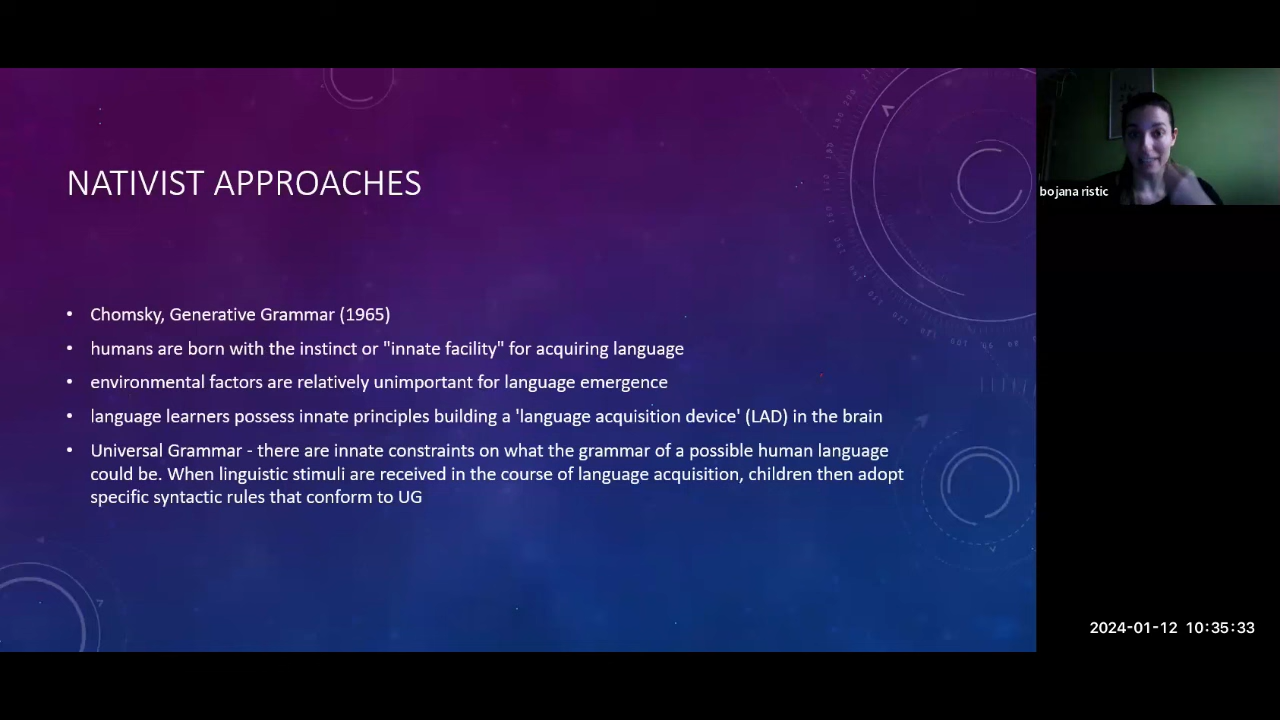 NATIVIST APPROACHES
• Chomsky, Generative Grammar (1965)
• humans are born with the instinct or "innate facility" for acquiring language
• environmental factors are relatively unimportant for language emergence
• language learners possess innate principles building a 'language acquisition device' (LAD) in the brain
• Universal Grammar - there are innate constraints on what the grammar of a possible human language
could be. When linguistic stimuli are received in the course of language acquisition, children then adopt
specific syntactic rules that conform to UG
bojana ristic
2024-01-12 10:35:33